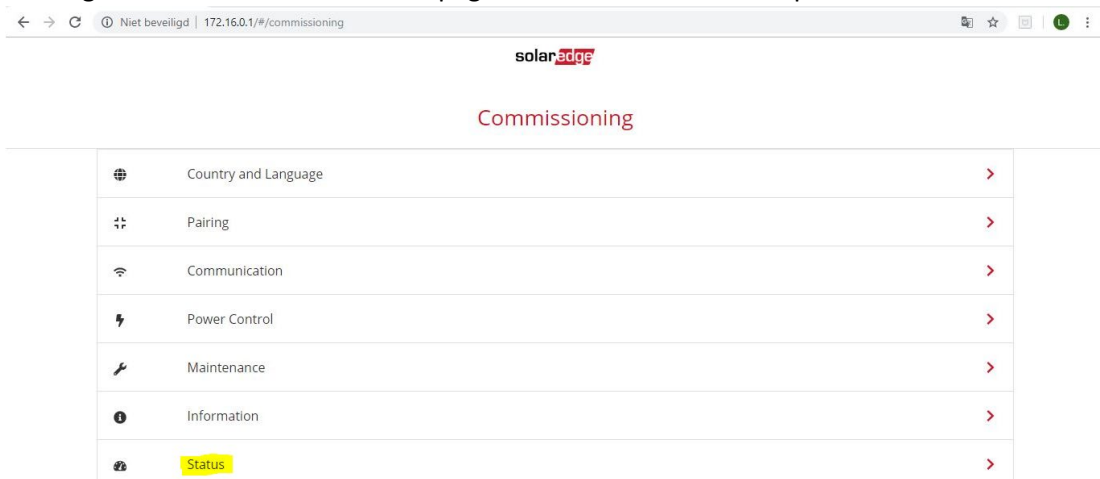 Niet beveiligd | 172.16.0.1/#/commissioning
L.
solaredge
Commissioning
Country and Language
Pairing
Communication
Power Control
Maintenance
Information
Status